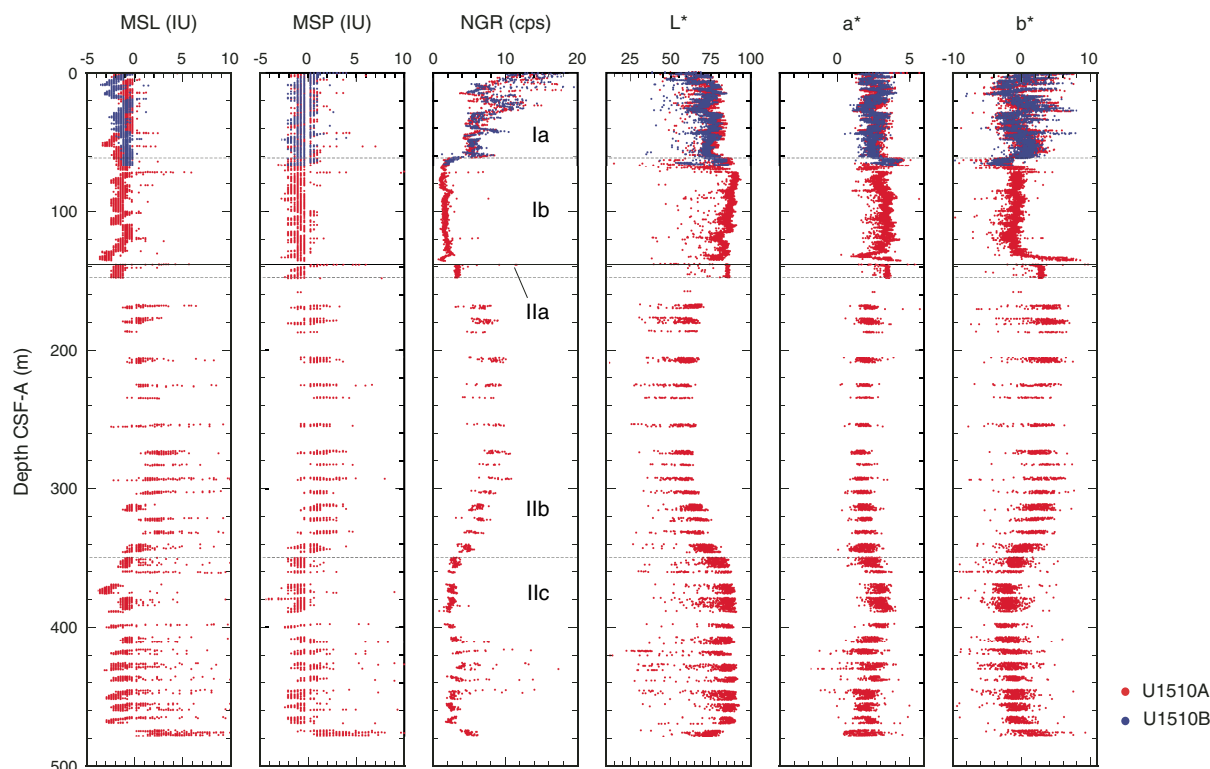 MSL (IU) MSP (IU) NGR (cps) L* a* b*
-5 0 5 10 -5 0 5 10 0 10 20 25 50 75 100 0 5 -10 0 10
0
Ia
100
Ib
IIa
200
300
IIb
IIc
400
500
Depth CSF-A (m)
U1510A
U1510B